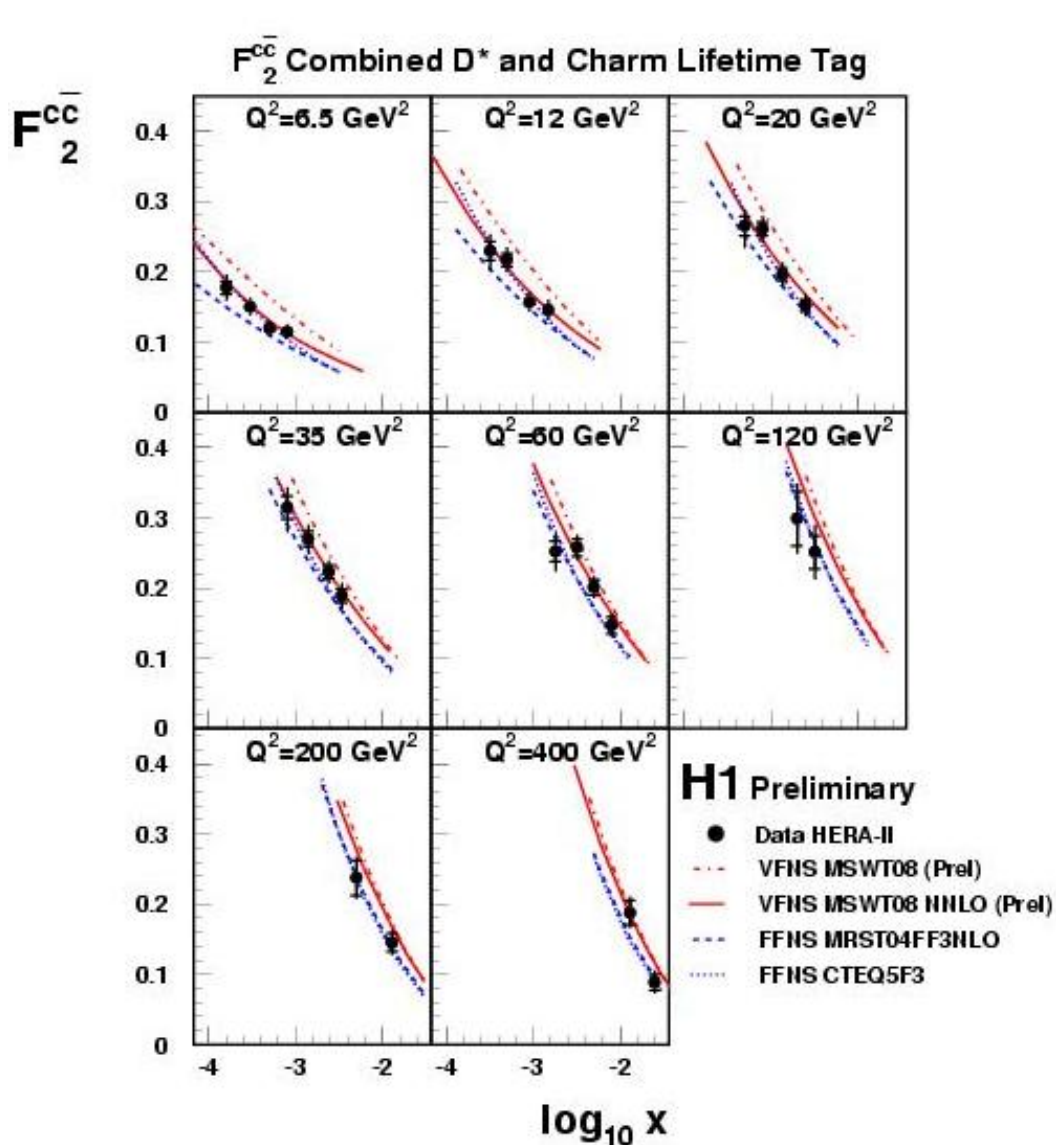 F₂^cc̄ Combined D* and Charm Lifetime Tag
F₂^cc̄
Q²=6.5 GeV²
Q²=12 GeV²
Q²=20 GeV²
0.4
0.3
0.2
0.1
0
Q²=35 GeV²
Q²=60 GeV²
Q²=120 GeV²
0.4
0.3
0.2
0.1
0
Q²=200 GeV²
Q²=400 GeV²
0.4
0.3
0.2
0.1
0
H1 Preliminary
Data HERA-II
VFNS MSWT08 (Prel)
VFNS MSWT08 NNLO (Prel)
FFNS MRST04FF3NLO
FFNS CTEQ5F3
-4 -3 -2 -4 -3 -2
log₁₀ x